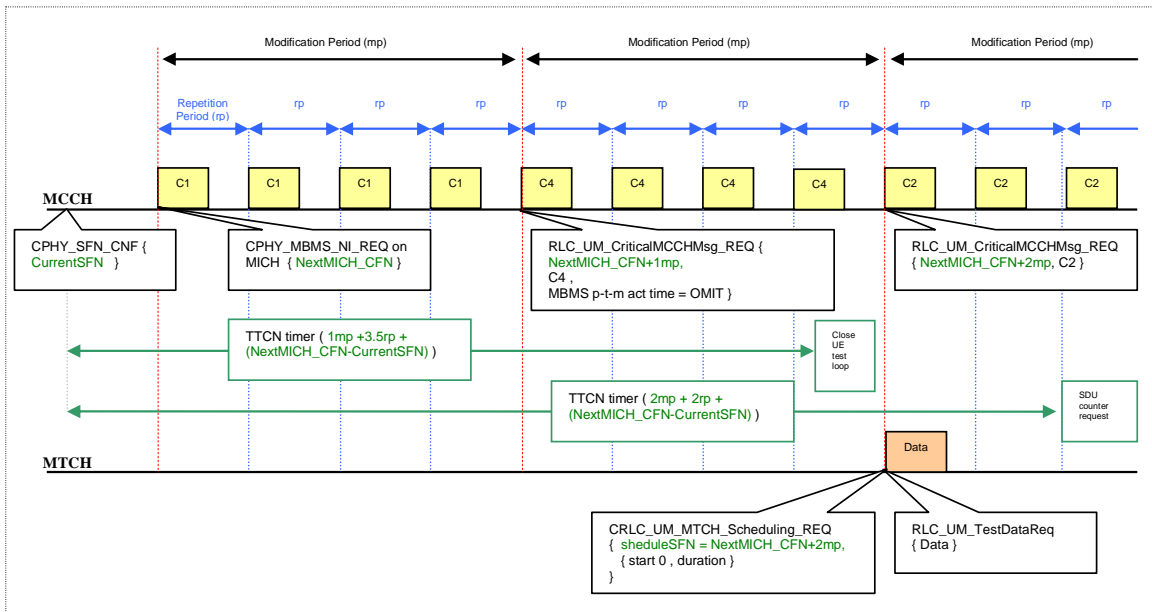 Modification Period (mp)
Modification Period (mp)
Modification Period (mp)
Repetition
Period (rp)
rp
rp
rp
rp
rp
rp
rp
rp
rp
rp
C1
C1
C1
C1
C4
C4
C4
C4
C2
C2
C2
MCCH
CPHY_SFN_CNF {
CurrentSFN }
CPHY_MBMS_NI_REQ on
MICH { NextMICH_CFN }
RLC_UM_CriticalMCCHMsg_REQ {
NextMICH_CFN+1mp,
C4 ,
MBMS p-t-m act time = OMIT }
RLC_UM_CriticalMCCHMsg_REQ
{ NextMICH_CFN+2mp, C2 }
TTCN timer ( 1mp +3.5rp +
(NextMICH_CFN-CurrentSFN) )
Close
UE
test
loop
TTCN timer ( 2mp + 2rp +
(NextMICH_CFN-CurrentSFN) )
SDU
counter
request
Data
MTCH
CRLC_UM_MTCH_Scheduling_REQ
{ sheduleSFN = NextMICH_CFN+2mp,
{ start 0 , duration }
}
RLC_UM_TestDataReq
{ Data }